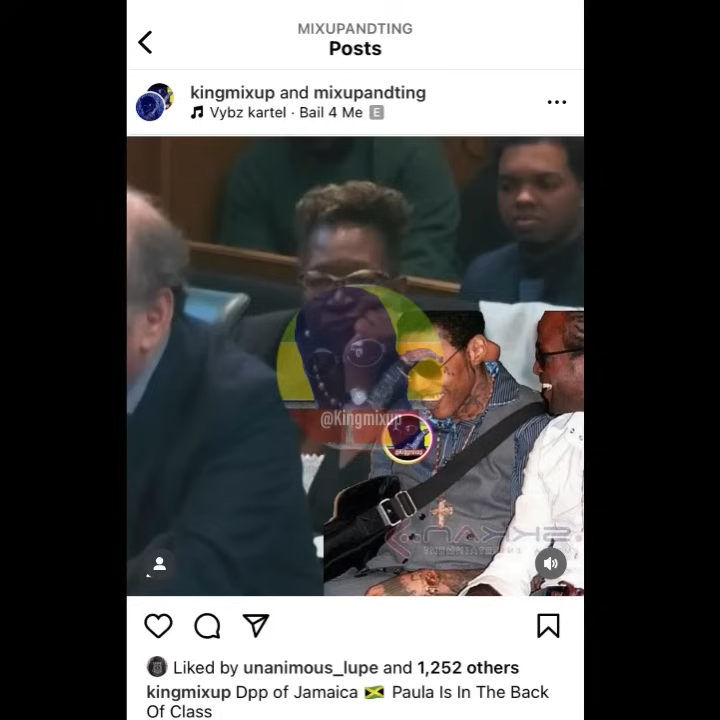 MIXUPANDTING
Posts
kingmixup and mixupandting
Vybz kartel · Bail 4 Me E
@Kingmixup
Liked by unanimous_lupe and 1,252 others
kingmixup Dpp of Jamaica 🇯🇲 Paula Is In The Back
Of Class